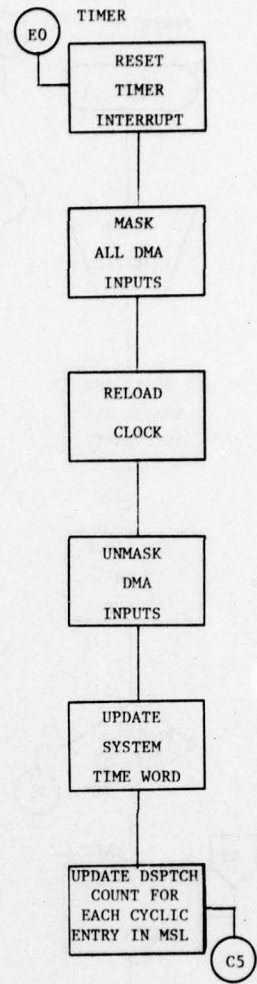 TIMER
E0
RESET
TIMER
INTERRUPT
MASK
ALL DMA
INPUTS
RELOAD
CLOCK
UNMASK
DMA
INPUTS
UPDATE
SYSTEM
TIME WORD
UPDATE DSPTCH
COUNT FOR
EACH CYCLIC
ENTRY IN MSL
C5